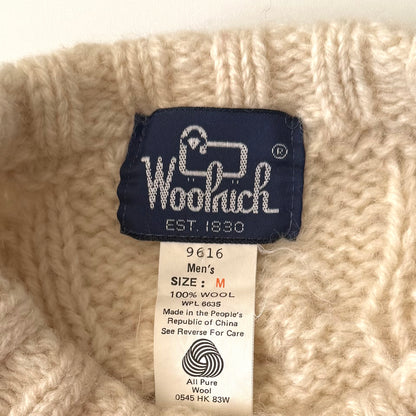 Woolrich
®
EST. 1830
9616
Men's
SIZE: M
100% WOOL
WPL 6635
Made in the People's
Republic of China
See Reverse For Care
All Pure
Wool
0545 HK 83W